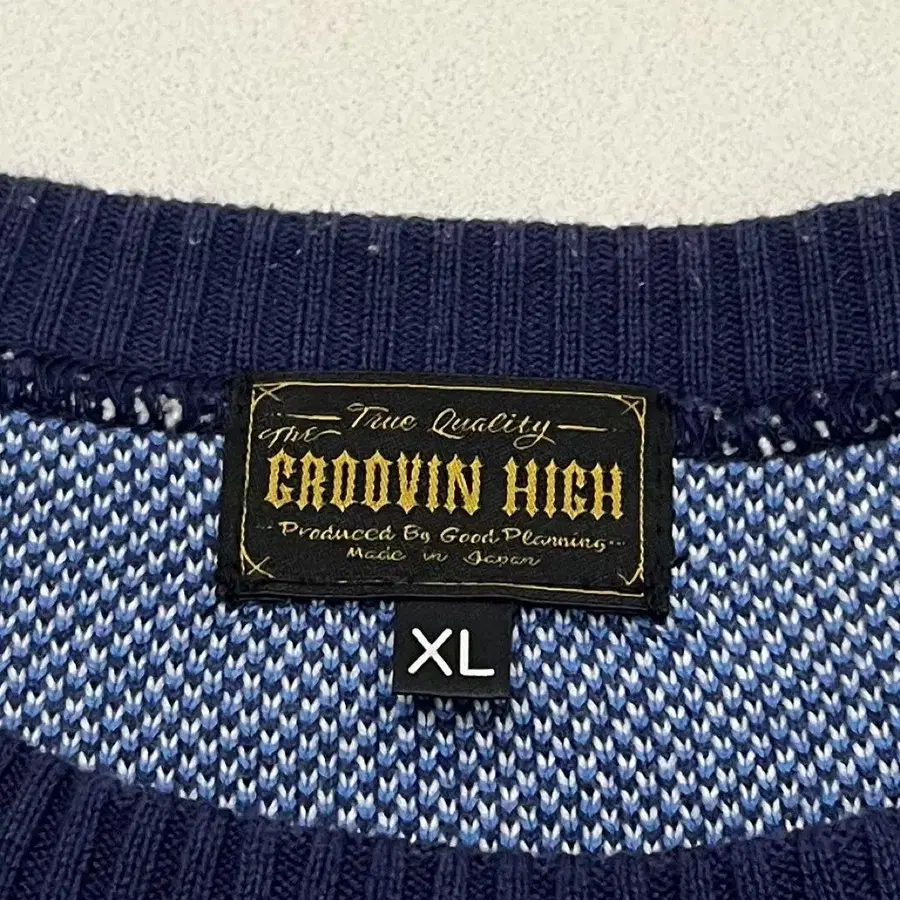 True Quality
The
GROOVIN HIGH
Produced By Good Planning
Made in Japan
XL